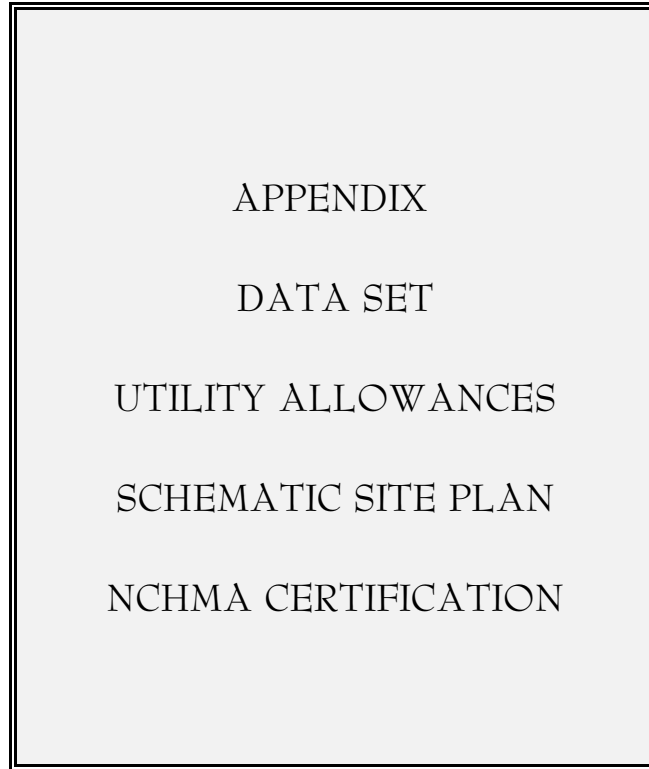 APPENDIX
DATA SET
UTILITY ALLOWANCES
SCHEMATIC SITE PLAN
NCHMA CERTIFICATION